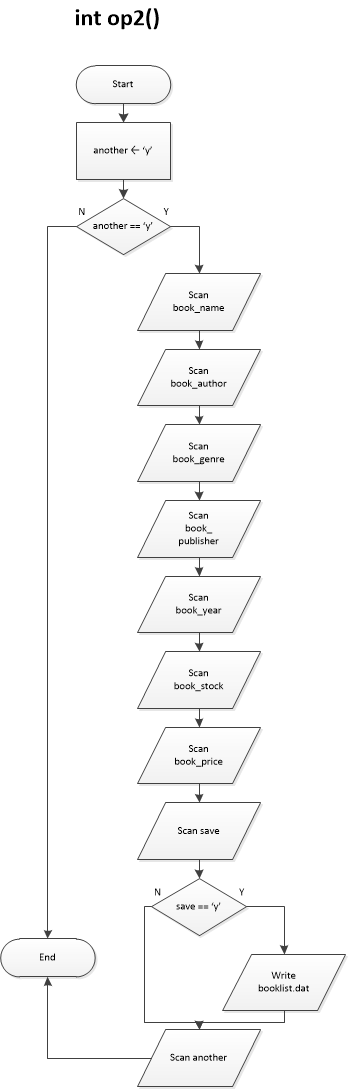 int op2()
Start
another ← ‘y’
N
Y
another == ‘y’
Scan
book_name
Scan
book_author
Scan
book_genre
Scan
book_
publisher
Scan
book_year
Scan
book_stock
Scan
book_price
Scan save
N
Y
save == ‘y’
End
Write
booklist.dat
Scan another